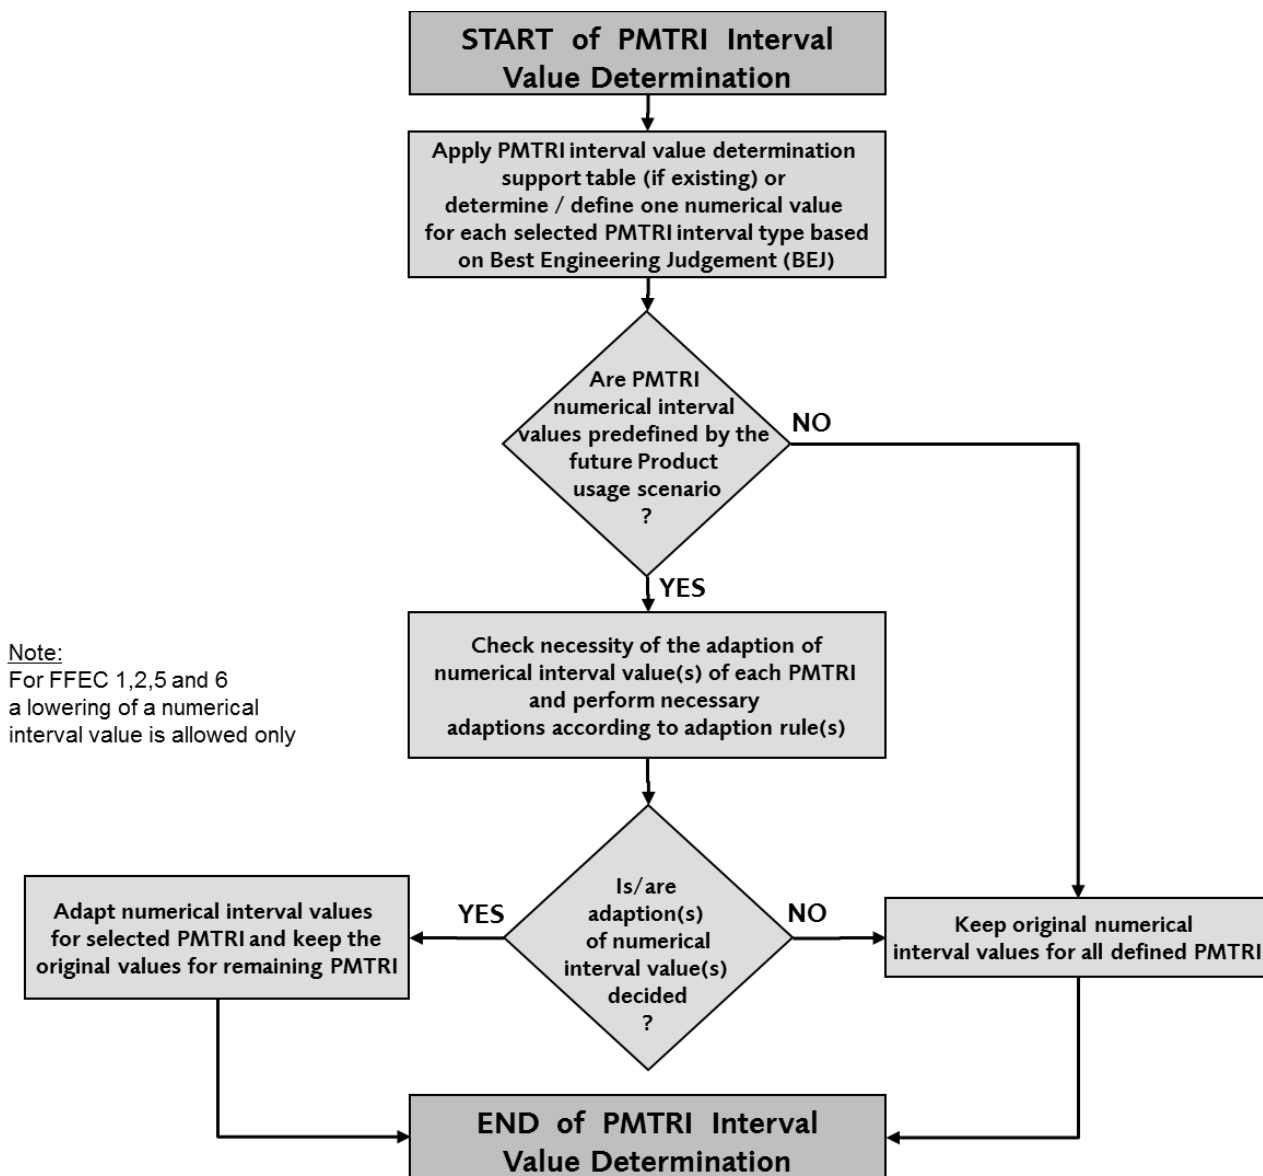 START of PMTRI Interval
Value Determination
Apply PMTRI interval value determination
support table (if existing) or
determine / define one numerical value
for each selected PMTRI interval type based
on Best Engineering Judgement (BEJ)
Are PMTRI
numerical interval
values predefined by the
future Product
usage scenario
?
NO
YES
Check necessity of the adaption of
numerical interval value(s) of each PMTRI
and perform necessary
adaptions according to adaption rule(s)
Note:
For FFEC 1,2,5 and 6
a lowering of a numerical
interval value is allowed only
Is/are
adaption(s)
of numerical
interval value(s)
decided
?
YES
NO
Adapt numerical interval values
for selected PMTRI and keep the
original values for remaining PMTRI
Keep original numerical
interval values for all defined PMTRI
END of PMTRI Interval
Value Determination